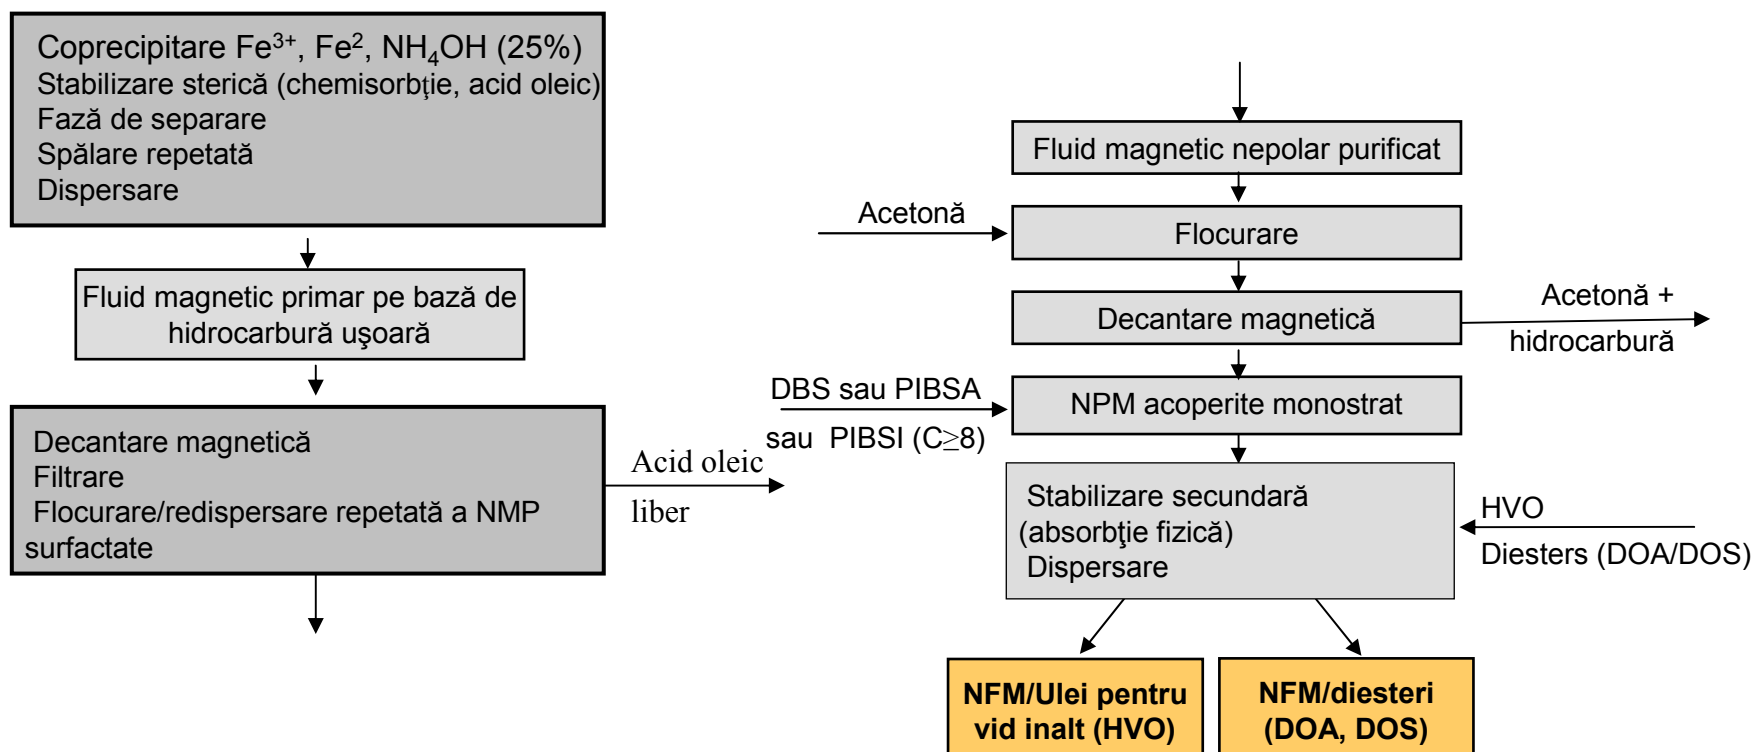 Coprecipitare Fe³⁺, Fe², NH₄OH (25%)
Stabilizare sterică (chemisorbţie, acid oleic)
Fază de separare
Spălare repetată
Dispersare
Fluid magnetic primar pe bază de
hidrocarbură uşoară
Decantare magnetică
Filtrare
Flocurare/redispersare repetată a NMP
surfactate
Acid oleic
liber
Fluid magnetic nepolar purificat
Acetonă
Flocurare
Decantare magnetică
Acetonă +
hidrocarbură
DBS sau PIBSA
sau PIBSI (C≥8)
NPM acoperite monostrat
Stabilizare secundară
(absorbţie fizică)
Dispersare
HVO
Diesters (DOA/DOS)
NFM/Ulei pentru
vid inalt (HVO)
NFM/diesteri
(DOA, DOS)